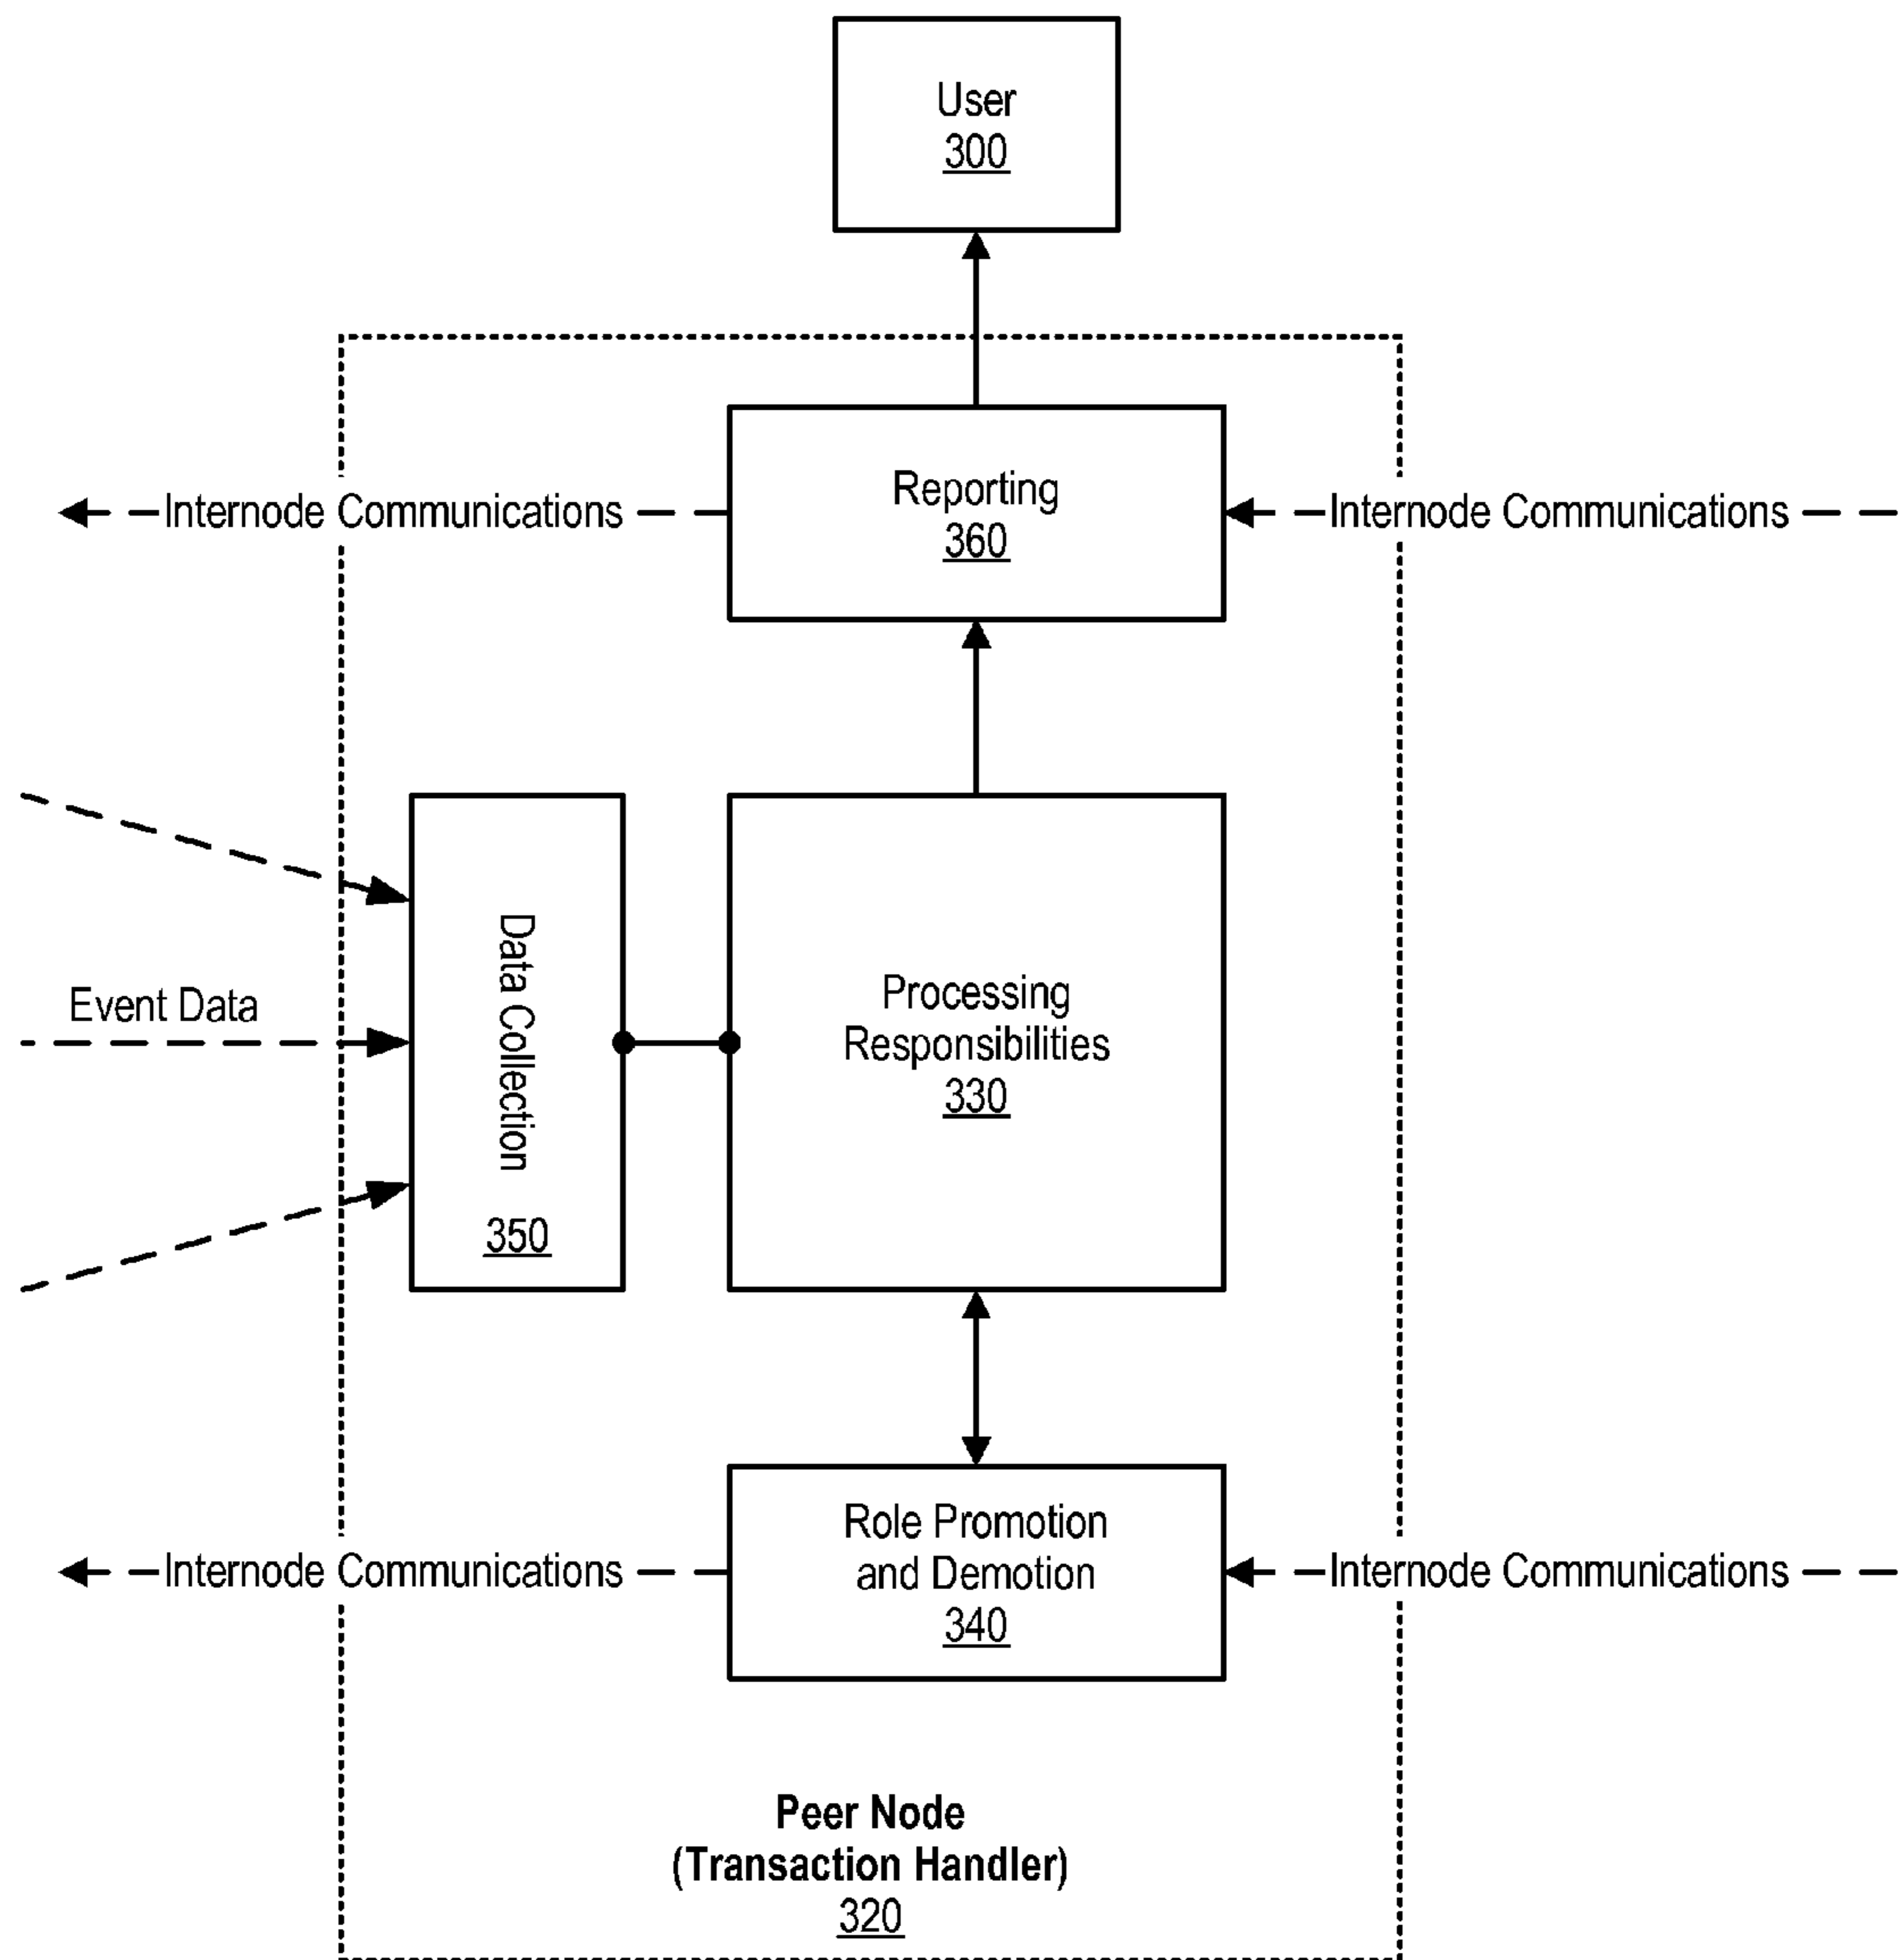 User
300
Internode Communications
Reporting
360
Internode Communications
Event Data
Data Collection
350
Processing
Responsibilities
330
Internode Communications
Role Promotion
and Demotion
340
Internode Communications
Peer Node
(Transaction Handler)
320